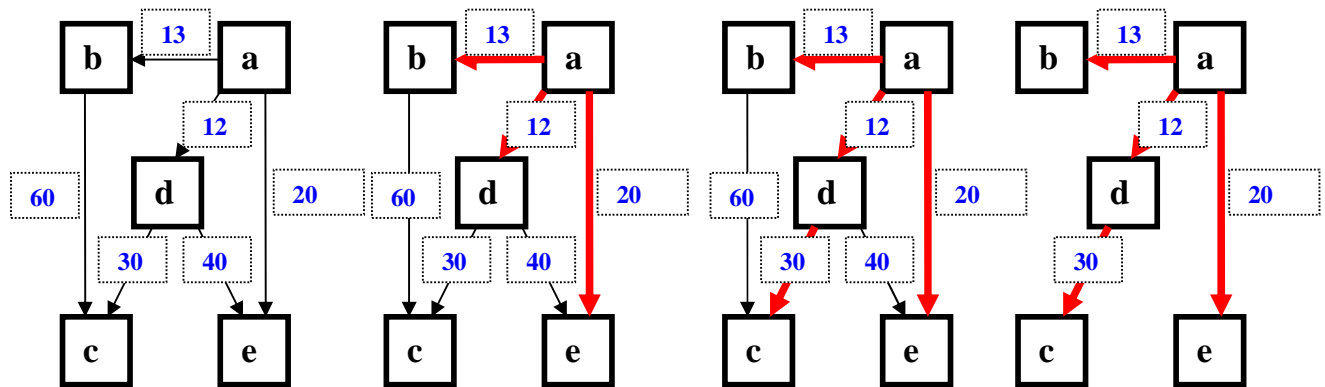 13 13 13 13
b a b a b a b a
12 12 12 12
d d d d
60 20 60 20 60 20 20
30 40 30 40 30 40 30
c e c e c e c e